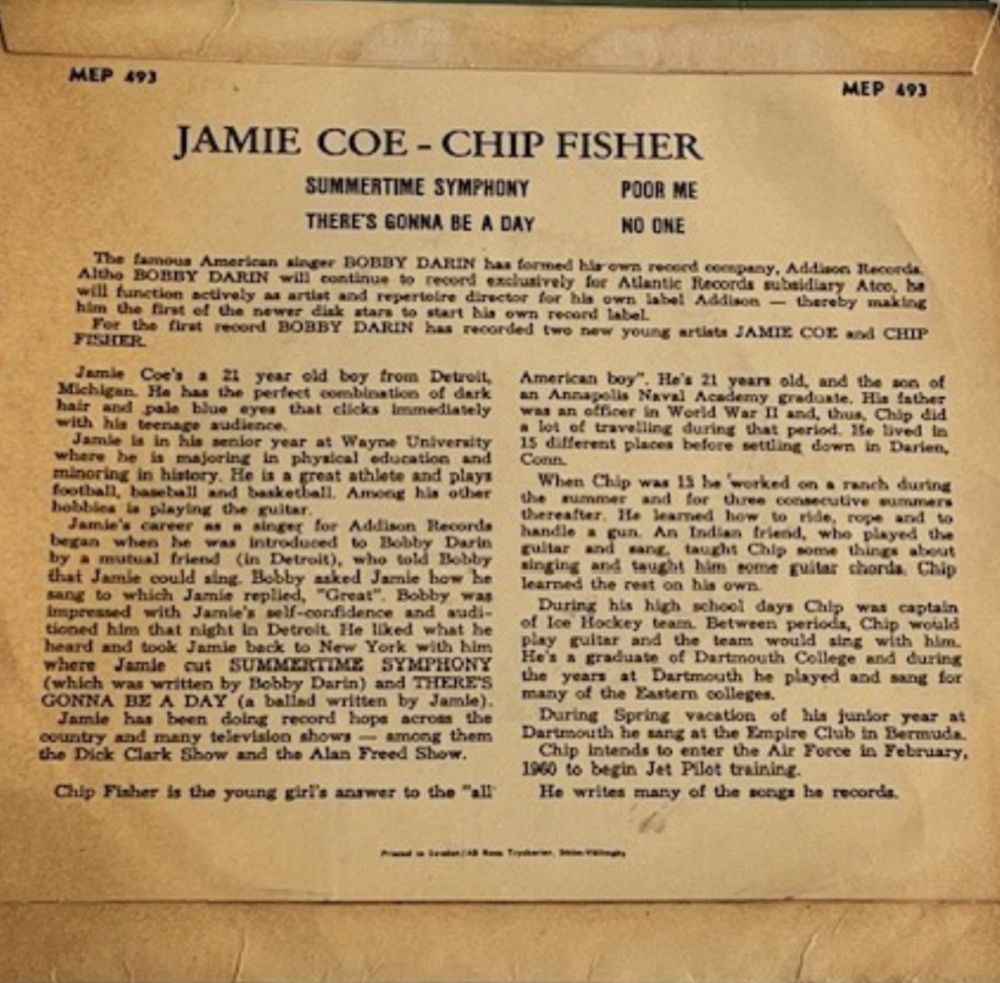 MEP 493
MEP 493
JAMIE COE - CHIP FISHER
SUMMERTIME SYMPHONY POOR ME
THERE'S GONNA BE A DAY NO ONE
The famous American singer BOBBY DARIN has formed his own record company, Addison Records.
Altho BOBBY DARIN will continue to record exclusively for Atlantic Records subsidiary Atco, he
will function actively as artist and repertoire director for his own label Addison — thereby making
him the first of the newer disk stars to start his own record label.
For the first record BOBBY DARIN has recorded two new young artists JAMIE COE and CHIP
FISHER.
Jamie Coe's a 21 year old boy from Detroit,
Michigan. He has the perfect combination of dark
hair and pale blue eyes that clicks immediately
with his teenage audience.
Jamie is in his senior year at Wayne University
where he is majoring in physical education and
minoring in history. He is a great athlete and plays
football, baseball and basketball. Among his other
hobbies is playing the guitar.
Jamie's career as a singer for Addison Records
began when he was introduced to Bobby Darin
by a mutual friend (in Detroit), who told Bobby
that Jamie could sing. Bobby asked Jamie how he
sang to which Jamie replied, "Great". Bobby was
impressed with Jamie's self-confidence and audi-
tioned him that night in Detroit. He liked what he
heard and took Jamie back to New York with him
where Jamie cut SUMMERTIME SYMPHONY
(which was written by Bobby Darin) and THERE'S
GONNA BE A DAY (a ballad written by Jamie).
Jamie has been doing record hops across the
country and many television shows — among them
the Dick Clark Show and the Alan Freed Show.
Chip Fisher is the young girl's answer to the "all
American boy". He's 21 years old, and the son of
an Annapolis Naval Academy graduate. His father
was an officer in World War II and, thus, Chip did
a lot of travelling during that period. He lived in
15 different places before settling down in Darien,
Conn.
When Chip was 13 he worked on a ranch during
the summer and for three consecutive summers
thereafter. He learned how to ride, rope and to
handle a gun. An Indian friend, who played the
guitar and sang, taught Chip some things about
singing and taught him some guitar chords. Chip
learned the rest on his own.
During his high school days Chip was captain
of Ice Hockey team. Between periods, Chip would
play guitar and the team would sing with him.
He's a graduate of Dartmouth College and during
the years at Dartmouth he played and sang for
many of the Eastern colleges.
During Spring vacation of his junior year at
Dartmouth he sang at the Empire Club in Bermuda.
Chip intends to enter the Air Force in February,
1960 to begin Jet Pilot training.
He writes many of the songs he records.
Printed in Sweden/AB